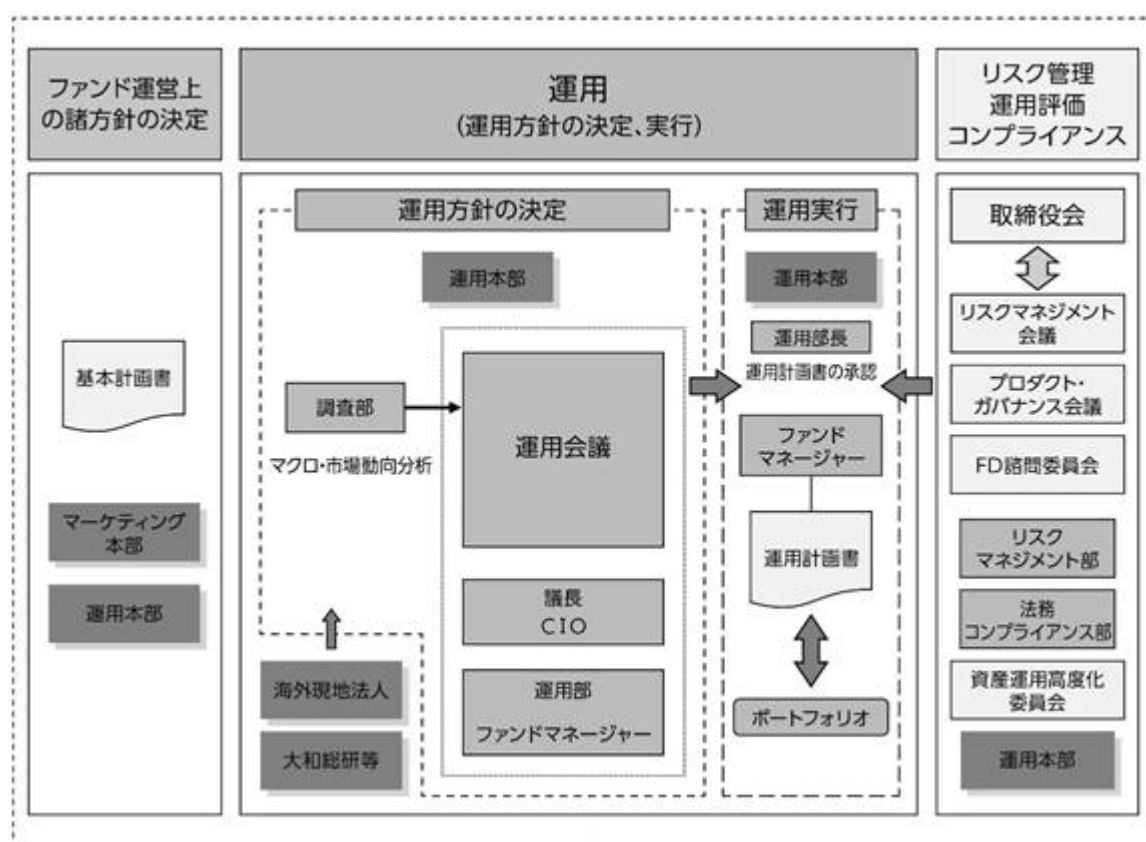 ファンド運営上
の諸方針の決定
運用
(運用方針の決定、実行)
リスク管理
運用評価
コンプライアンス
基本計画書
マーケティング
本部
運用本部
運用方針の決定
運用本部
調査部
マクロ・市場動向分析
運用会議
議長
CIO
運用部
ファンドマネージャー
海外現地法人
大和総研等
運用実行
運用本部
運用部長
運用計画書の承認
ファンド
マネージャー
運用計画書
ポートフォリオ
取締役会
リスクマネジメント
会議
プロダクト・
ガバナンス会議
FD諮問委員会
リスク
マネジメント部
法務
コンプライアンス部
資産運用高度化
委員会
運用本部